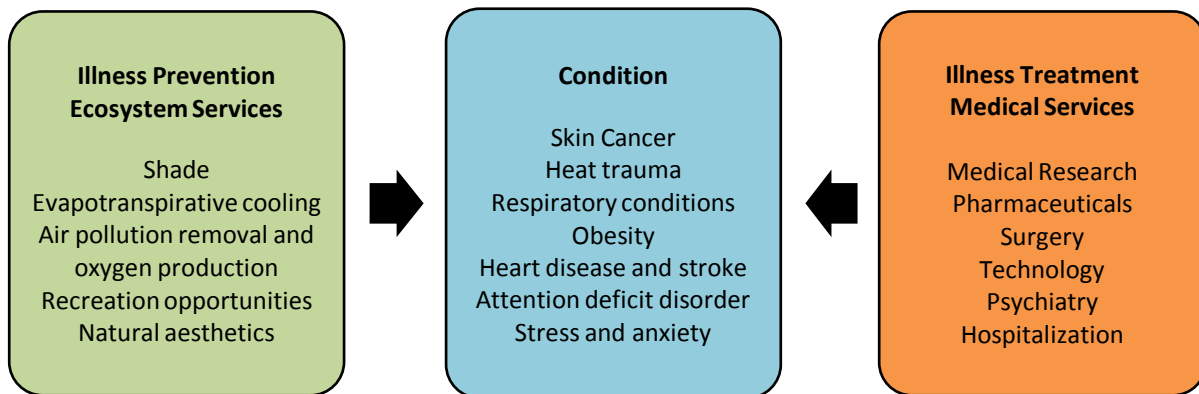 Illness Prevention
Ecosystem Services
Shade
Evapotranspirative cooling
Air pollution removal and
oxygen production
Recreation opportunities
Natural aesthetics
Condition
Skin Cancer
Heat trauma
Respiratory conditions
Obesity
Heart disease and stroke
Attention deficit disorder
Stress and anxiety
Illness Treatment
Medical Services
Medical Research
Pharmaceuticals
Surgery
Technology
Psychiatry
Hospitalization